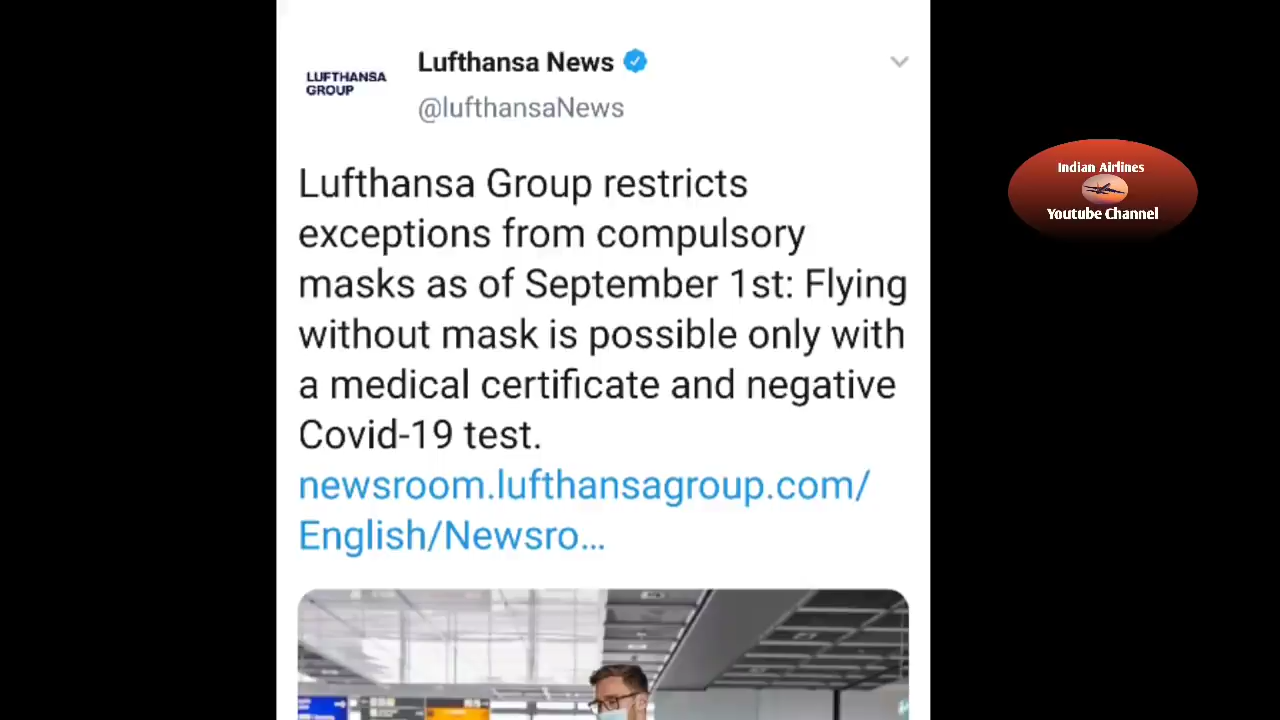 Lufthansa News
LUFTHANSA
GROUP
@lufthansaNews
Lufthansa Group restricts
exceptions from compulsory
masks as of September 1st: Flying
without mask is possible only with
a medical certificate and negative
Covid-19 test.
newsroom.lufthansagroup.com/
English/Newsro...
Indian Airlines
Youtube Channel